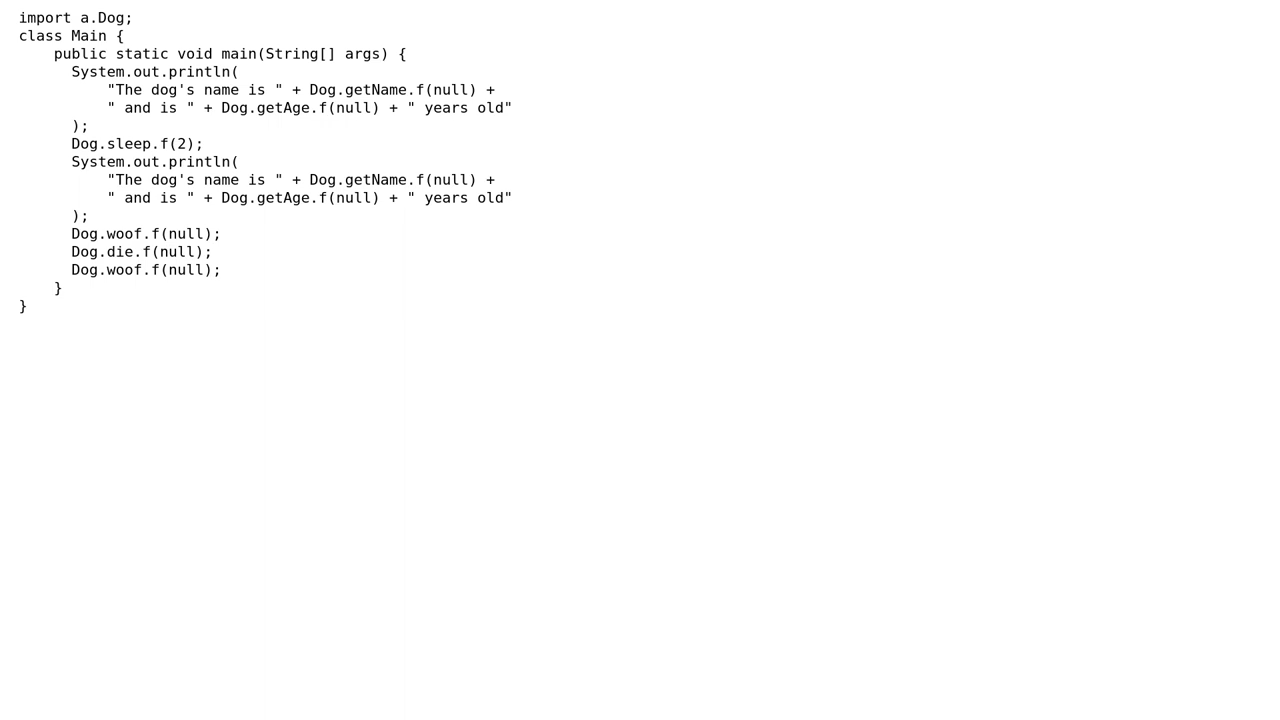 import a.Dog;
class Main {
    public static void main(String[] args) {
      System.out.println(
          "The dog's name is " + Dog.getName.f(null) +
          " and is " + Dog.getAge.f(null) + " years old"
      );
      Dog.sleep.f(2);
      System.out.println(
          "The dog's name is " + Dog.getName.f(null) +
          " and is " + Dog.getAge.f(null) + " years old"
      );
      Dog.woof.f(null);
      Dog.die.f(null);
      Dog.woof.f(null);
    }
}